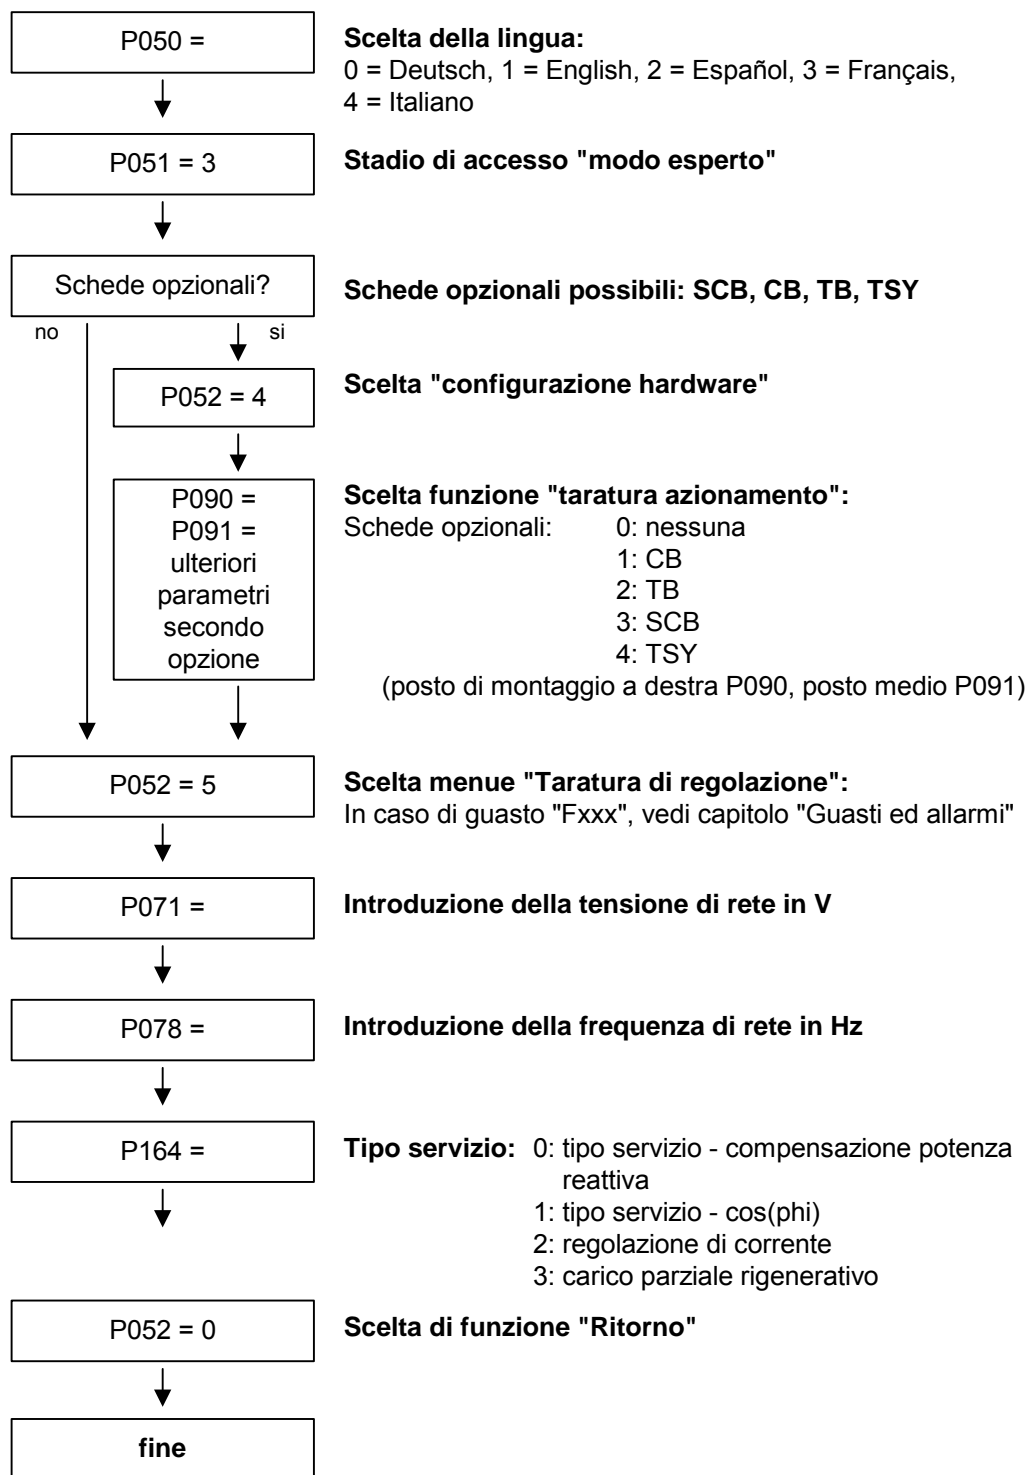 P050 =
Scelta della lingua:
0 = Deutsch, 1 = English, 2 = Español, 3 = Français,
4 = Italiano
P051 = 3
Stadio di accesso "modo esperto"
Schede opzionali?
Schede opzionali possibili: SCB, CB, TB, TSY
no
si
P052 = 4
Scelta "configurazione hardware"
P090 =
P091 =
ulteriori
parametri
secondo
opzione
Scelta funzione "taratura azionamento":
Schede opzionali: 0: nessuna
1: CB
2: TB
3: SCB
4: TSY
(posto di montaggio a destra P090, posto medio P091)
P052 = 5
Scelta menue "Taratura di regolazione":
In caso di guasto "Fxxx", vedi capitolo "Guasti ed allarmi"
P071 =
Introduzione della tensione di rete in V
P078 =
Introduzione della frequenza di rete in Hz
P164 =
Tipo servizio: 0: tipo servizio - compensazione potenza
reattiva
1: tipo servizio - cos(phi)
2: regolazione di corrente
3: carico parziale rigenerativo
P052 = 0
Scelta di funzione "Ritorno"
fine